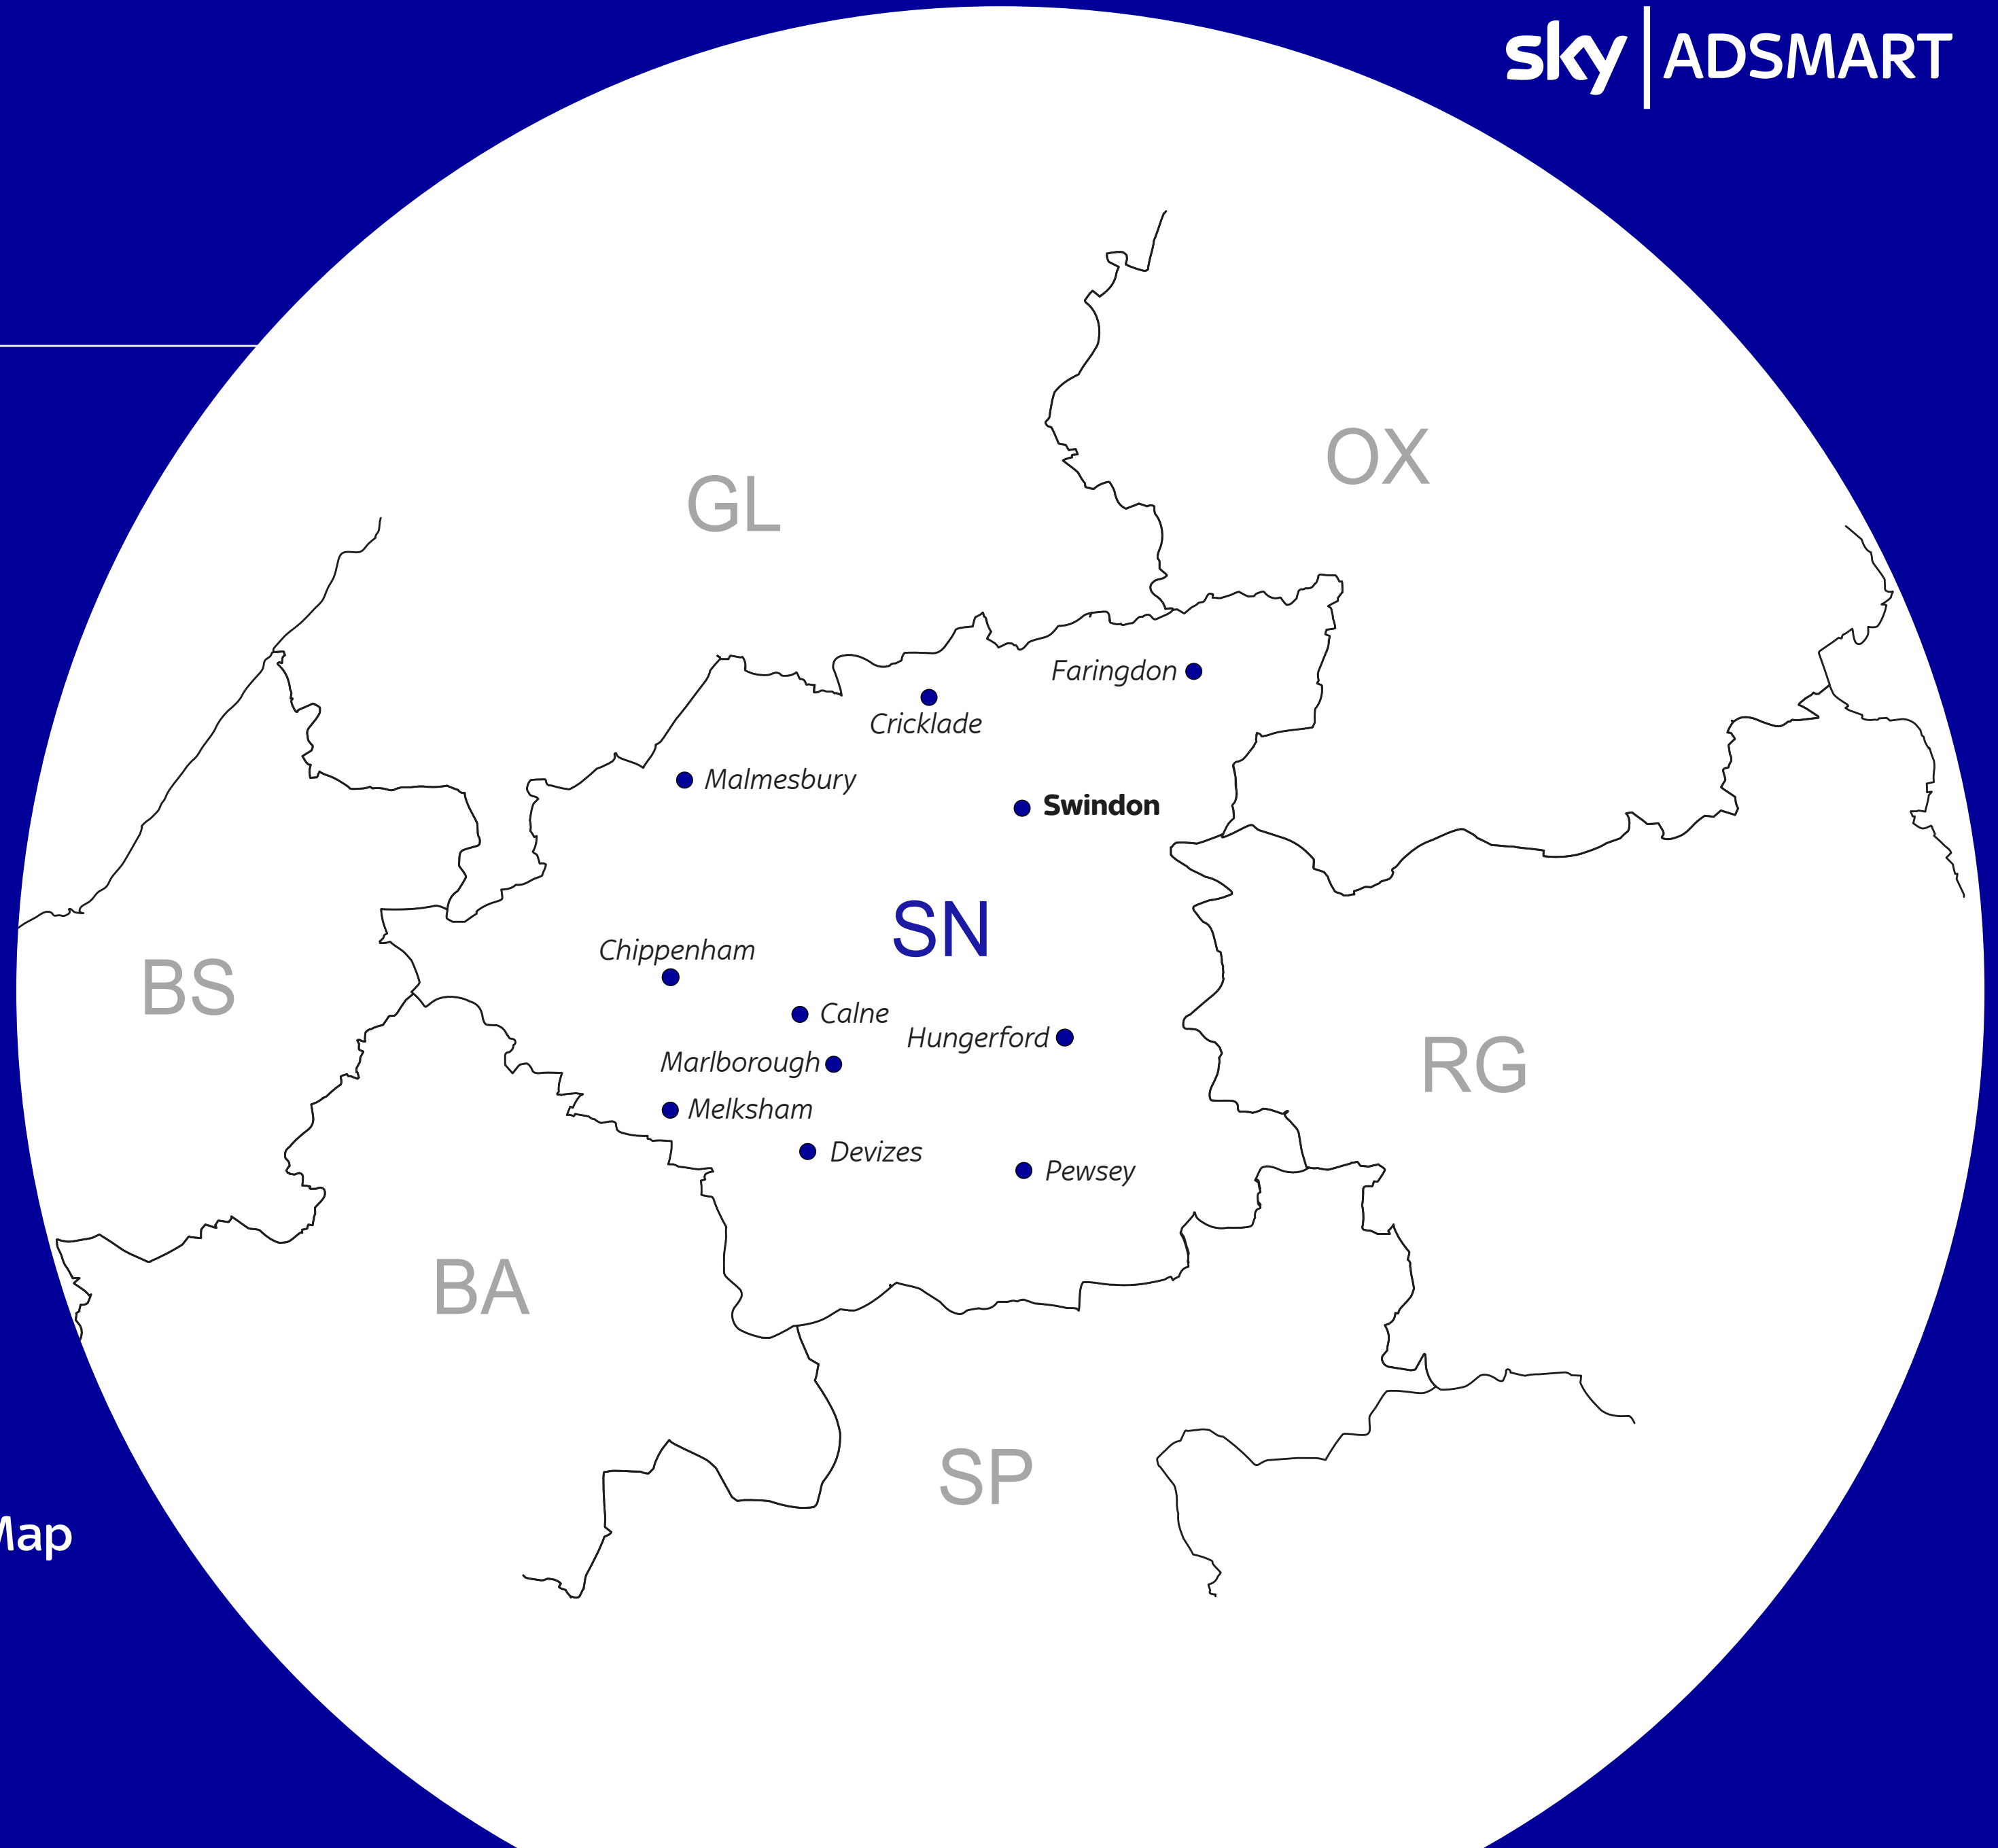 sky ADSMART
OX
GL
Faringdon
Cricklade
Malmesbury
Swindon
SN
Chippenham
BS
Calne
Hungerford
RG
Marlborough
Melksham
Devizes
Pewsey
BA
SP
Map